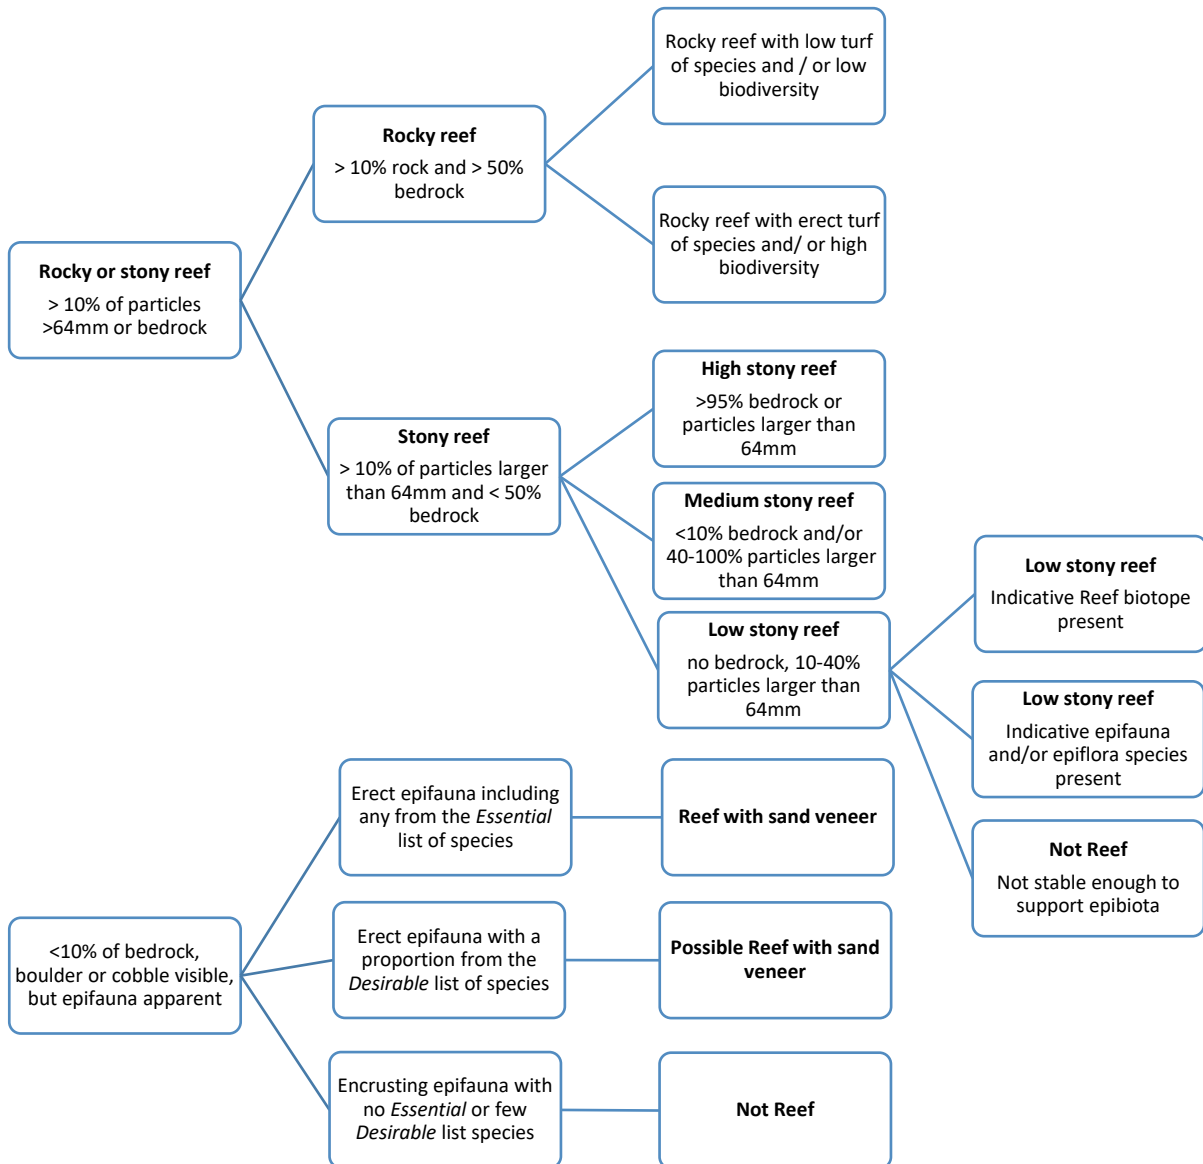 Rocky reef with low turf
of species and / or low
biodiversity
Rocky reef
> 10% rock and > 50%
bedrock
Rocky reef with erect turf
of species and/ or high
biodiversity
Rocky or stony reef
> 10% of particles
>64mm or bedrock
High stony reef
>95% bedrock or
particles larger than
64mm
Stony reef
> 10% of particles larger
than 64mm and < 50%
bedrock
Medium stony reef
<10% bedrock and/or
40-100% particles larger
than 64mm
Low stony reef
no bedrock, 10-40%
particles larger than
64mm
Low stony reef
Indicative Reef biotope
present
Low stony reef
Indicative epifauna
and/or epiflora species
present
Not Reef
Not stable enough to
support epibiota
<10% of bedrock,
boulder or cobble visible,
but epifauna apparent
Erect epifauna including
any from the Essential
list of species
Reef with sand veneer
Erect epifauna with a
proportion from the
Desirable list of species
Possible Reef with sand
veneer
Encrusting epifauna with
no Essential or few
Desirable list species
Not Reef